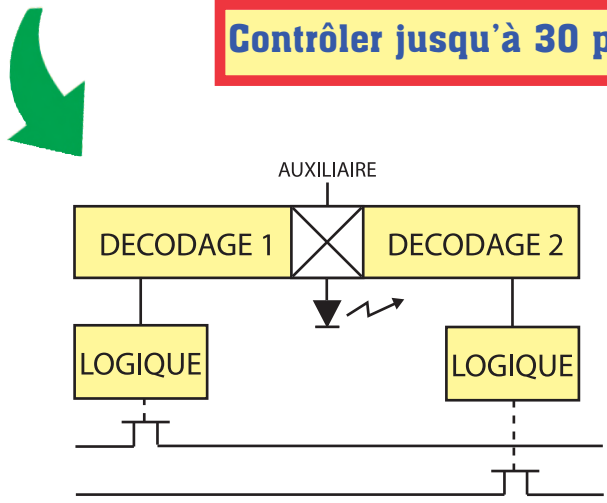 Contrôler jusqu'à 30 p
AUXILIAIRE
DECODAGE 1 DECODAGE 2
LOGIQUE LOGIQUE